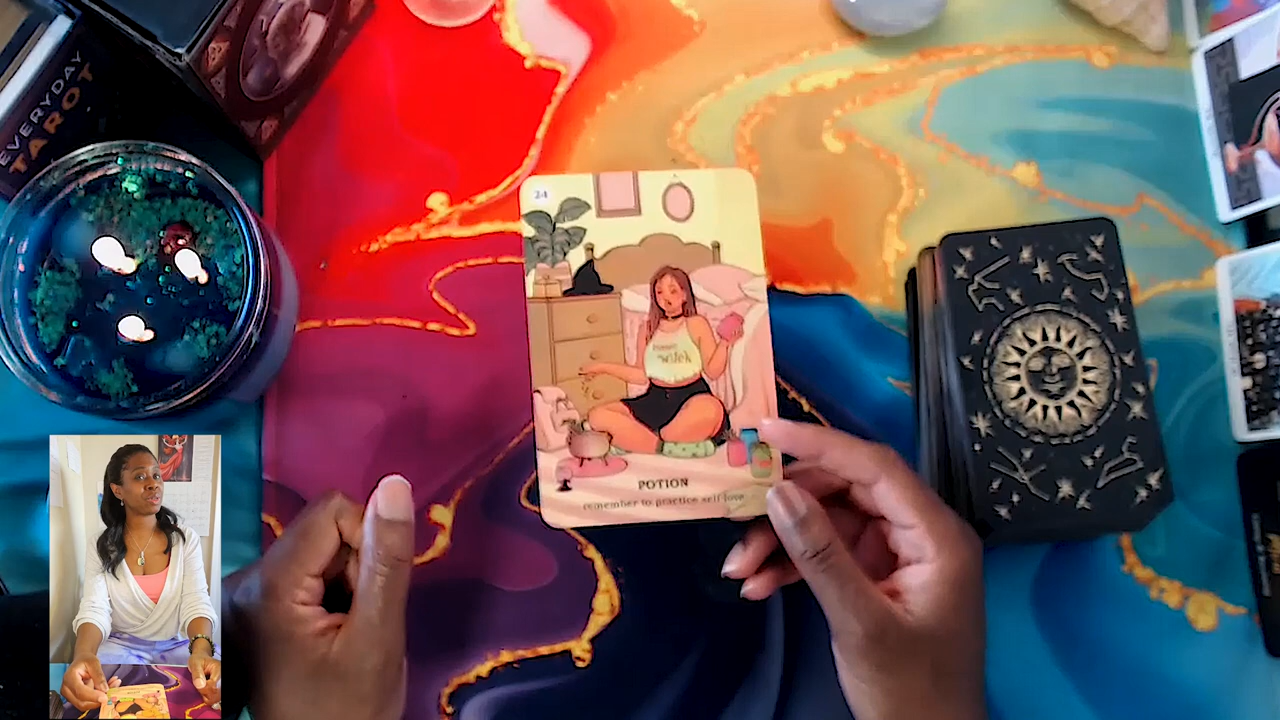 EVERYDAY
TAROT
24
witch
POTION
remember to practice self love